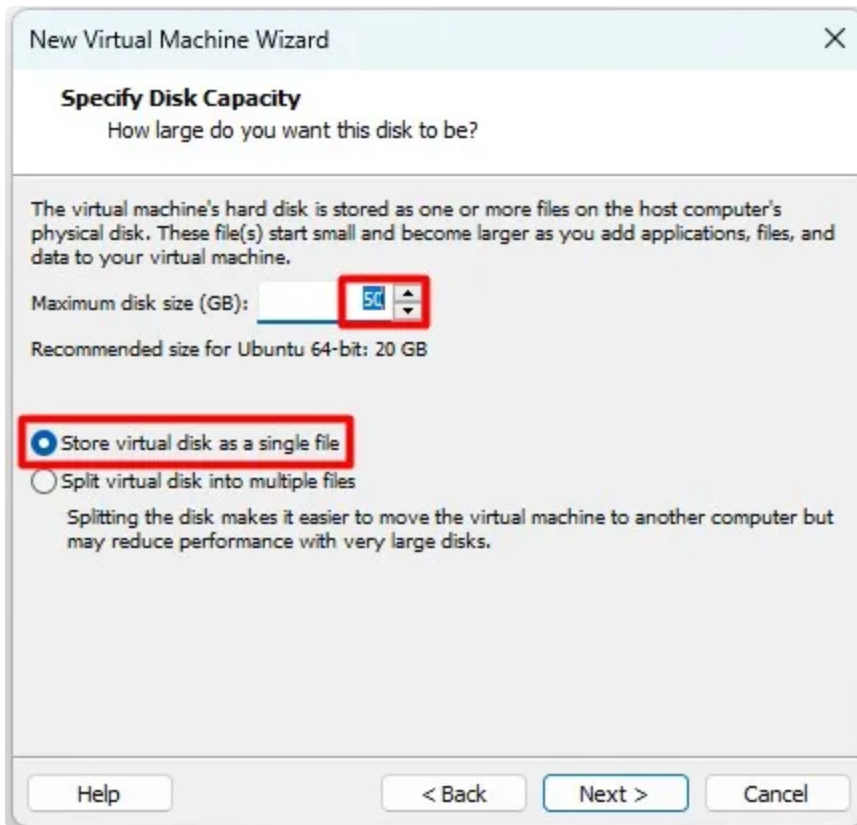 New Virtual Machine Wizard
Specify Disk Capacity
How large do you want this disk to be?
The virtual machine's hard disk is stored as one or more files on the host computer's
physical disk. These file(s) start small and become larger as you add applications, files, and
data to your virtual machine.
Maximum disk size (GB): 50
Recommended size for Ubuntu 64-bit: 20 GB
Store virtual disk as a single file
Split virtual disk into multiple files
Splitting the disk makes it easier to move the virtual machine to another computer but
may reduce performance with very large disks.
Help < Back Next > Cancel